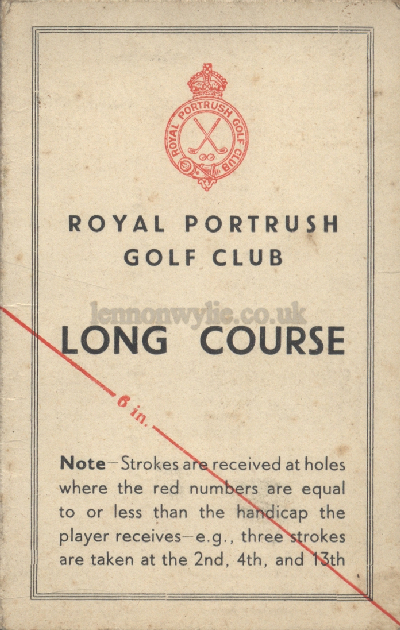 ROYAL PORTRUSH GOLF CLUB
ROYAL PORTRUSH
GOLF CLUB
lennonwylie.co.uk
LONG COURSE
6 in.
Note—Strokes are received at holes
where the red numbers are equal
to or less than the handicap the
player receives—e.g., three strokes
are taken at the 2nd, 4th, and 13th